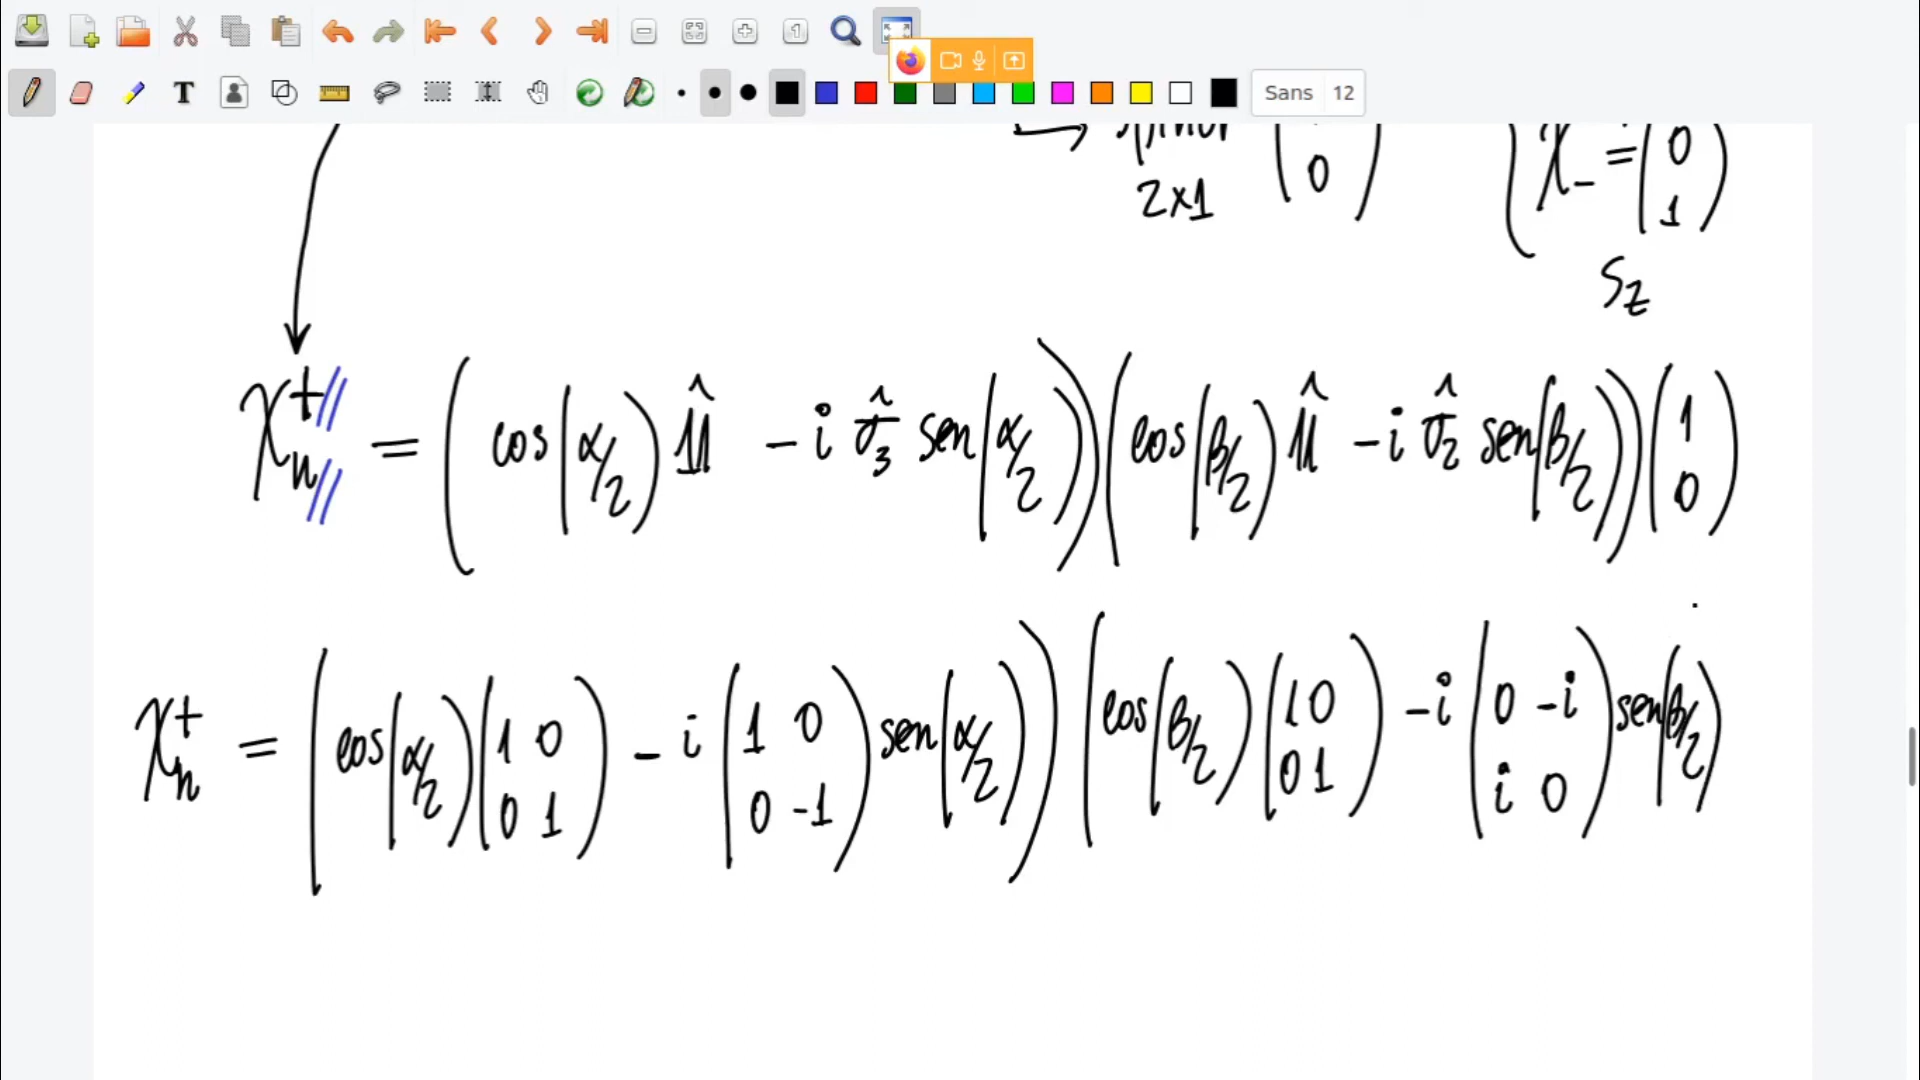 T Sans 12
0
2x1
χ₋ = (0 1)
S_z
χ_n^+ = (cos(α/2) 𝟙̂ - i σ̂₃ sen(α/2)) (cos(β/2) 𝟙̂ - i σ̂₂ sen(β/2)) (1 0)
χ_n^+ = (cos(α/2) (1 0 0 1) - i (1 0 0 -1) sen(α/2)) (cos(β/2) (1 0 0 1) - i (0 -i i 0) sen(β/2)